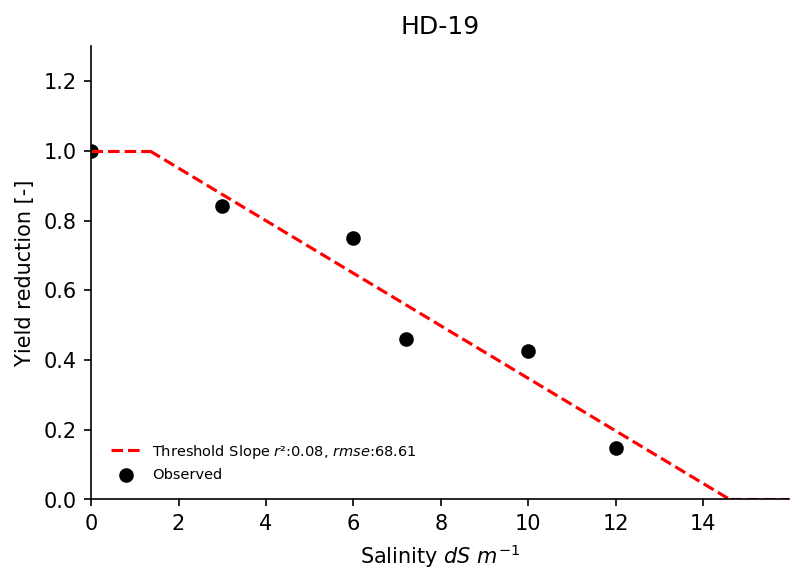 HD-19
Yield reduction [-]
1.2
1.0
0.8
0.6
0.4
0.2
0.0
Threshold Slope r²:0.08, rmse:68.61
Observed
0 2 4 6 8 10 12 14
Salinity dS m⁻¹